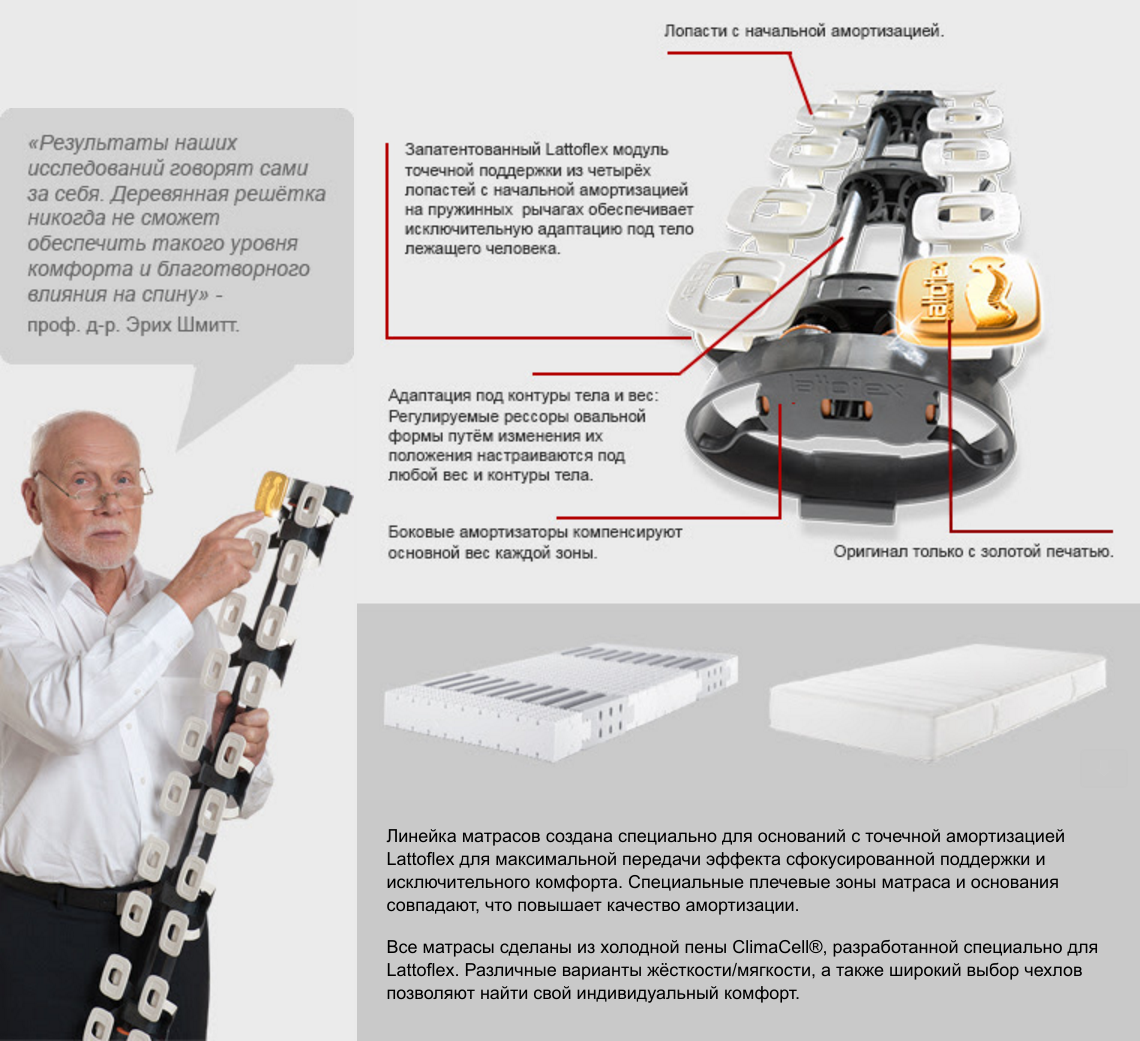 Лопасти с начальной амортизацией.
«Результаты наших
исследований говорят сами
за себя. Деревянная решётка
никогда не сможет
обеспечить такого уровня
комфорта и благотворного
влияния на спину» -
проф. д-р. Эрих Шмитт.
Запатентованный Lattoflex модуль
точечной поддержки из четырёх
лопастей с начальной амортизацией
на пружинных рычагах обеспечивает
исключительную адаптацию под тело
лежащего человека.
lattoflex
lattoflex
Адаптация под контуры тела и вес:
Регулируемые рессоры овальной
формы путём изменения их
положения настраиваются под
любой вес и контуры тела.
Боковые амортизаторы компенсируют
основной вес каждой зоны.
Оригинал только с золотой печатью.
Линейка матрасов создана специально для оснований с точечной амортизацией
Lattoflex для максимальной передачи эффекта сфокусированной поддержки и
исключительного комфорта. Специальные плечевые зоны матраса и основания
совпадают, что повышает качество амортизации.
Все матрасы сделаны из холодной пены ClimaCell®, разработанной специально для
Lattoflex. Различные варианты жёсткости/мягкости, а также широкий выбор чехлов
позволяют найти свой индивидуальный комфорт.